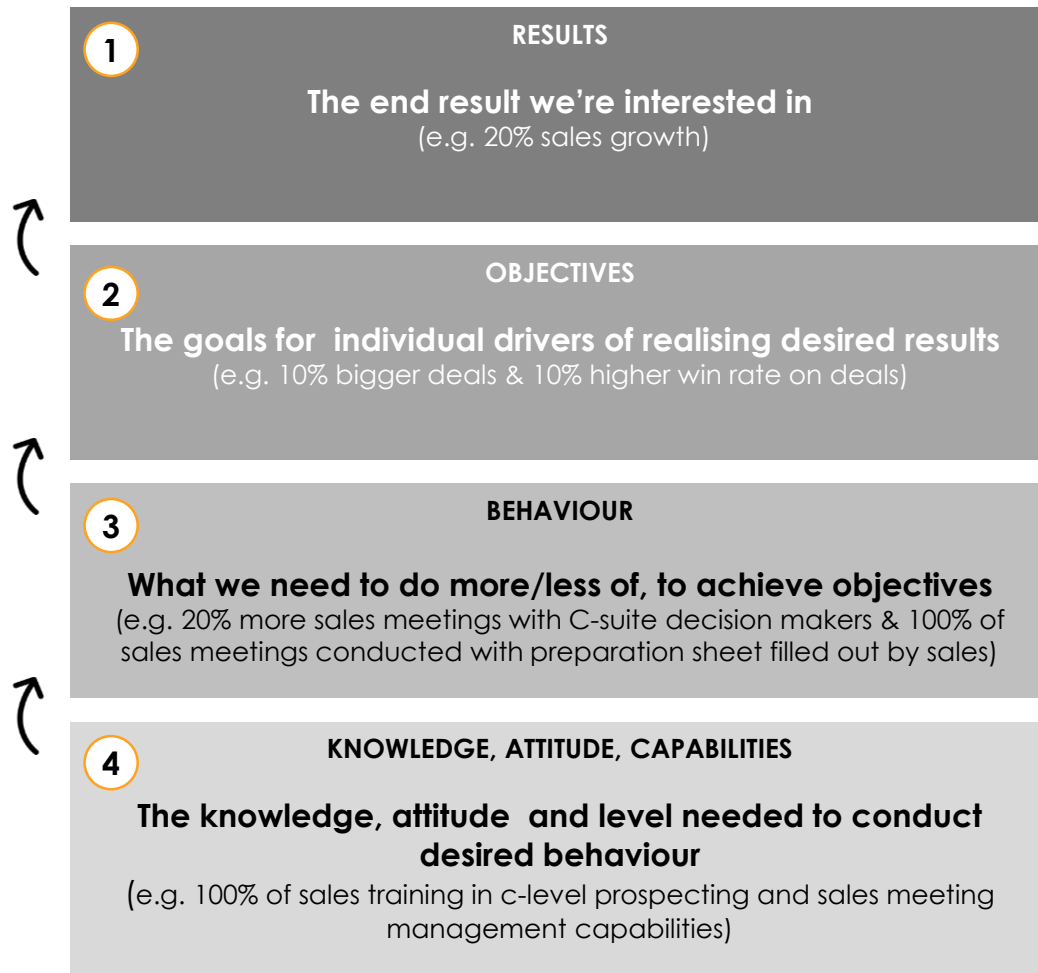 1
RESULTS
The end result we’re interested in
(e.g. 20% sales growth)
2
OBJECTIVES
The goals for  individual drivers of realising desired results
(e.g. 10% bigger deals & 10% higher win rate on deals)
3
BEHAVIOUR
What we need to do more/less of, to achieve objectives
(e.g. 20% more sales meetings with C-suite decision makers & 100% of
sales meetings conducted with preparation sheet filled out by sales)
4
KNOWLEDGE, ATTITUDE, CAPABILITIES
The knowledge, attitude  and level needed to conduct
desired behaviour
(e.g. 100% of sales training in c-level prospecting and sales meeting
management capabilities)